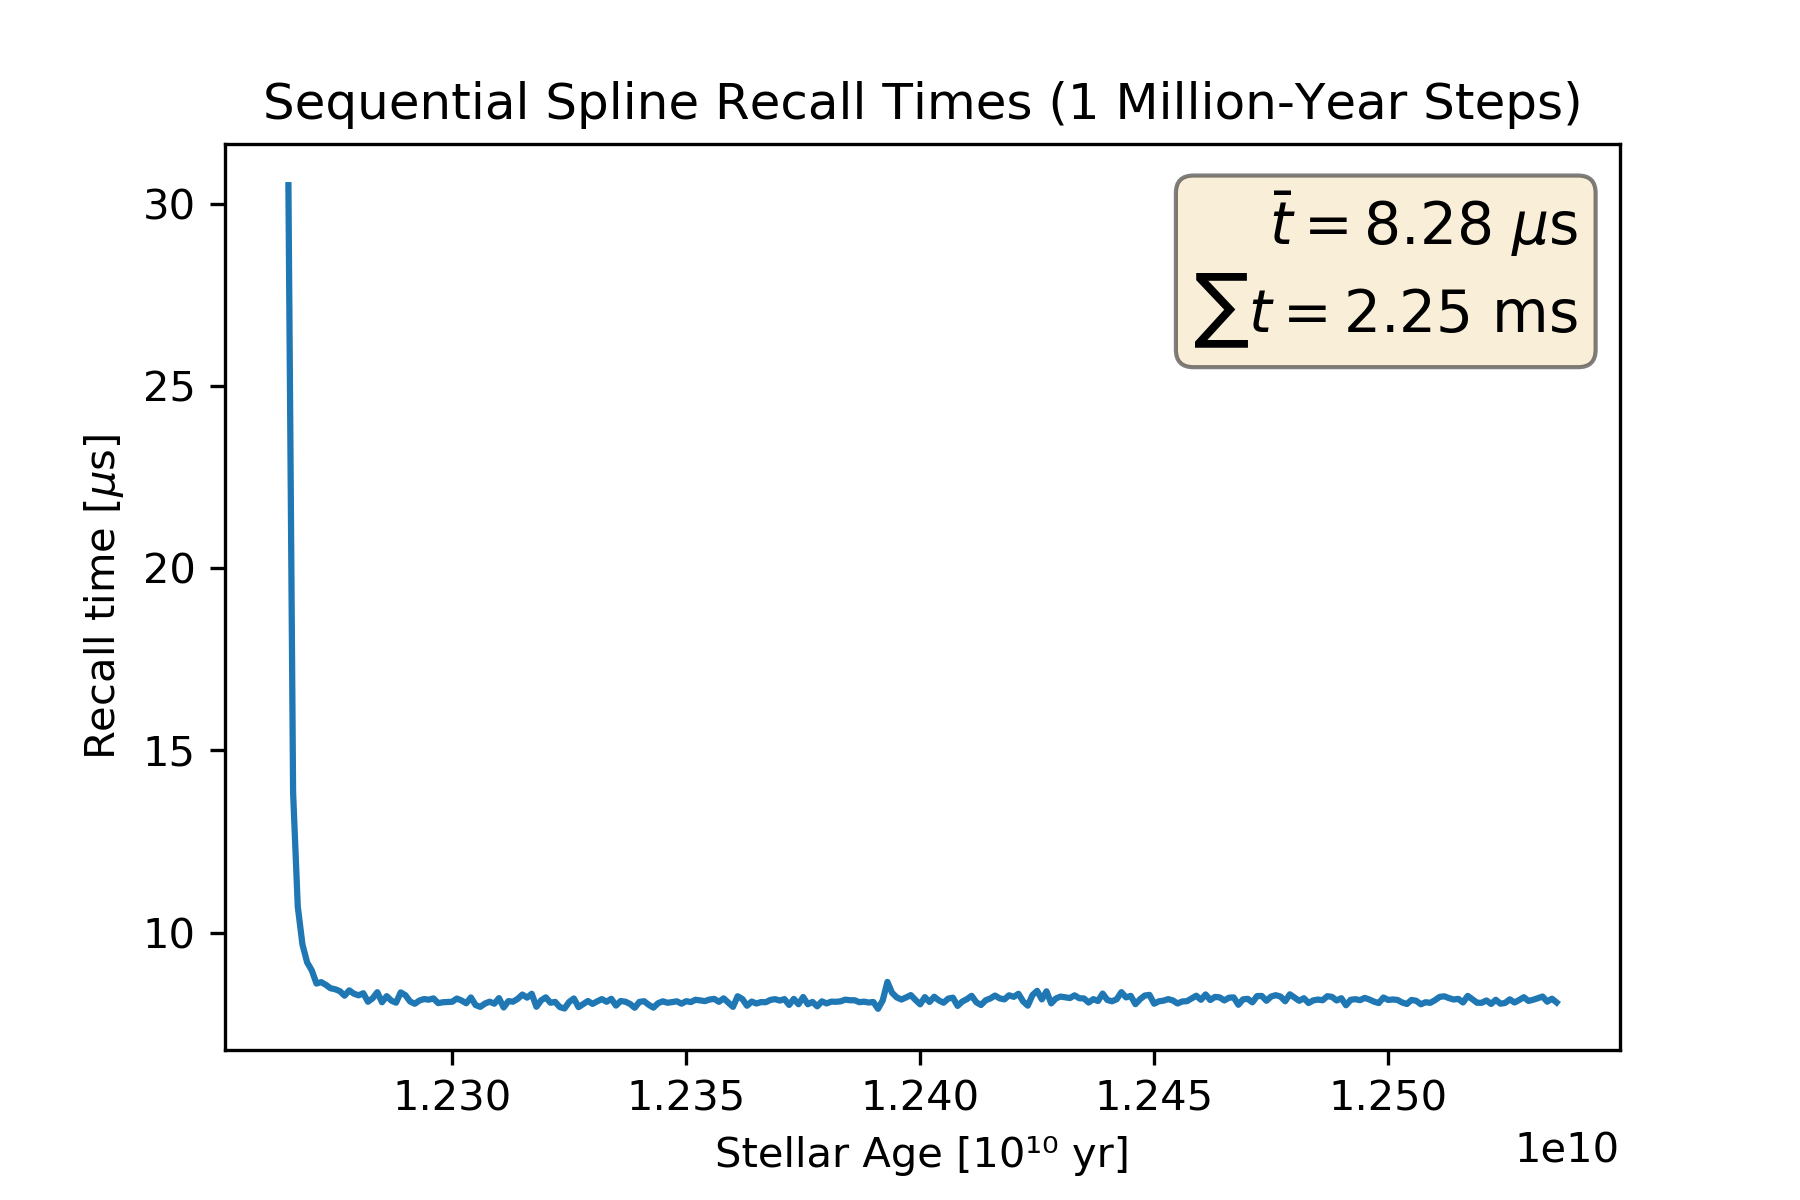 Sequential Spline Recall Times (1 Million-Year Steps)
t̄ = 8.28 μs
∑t = 2.25 ms
Recall time [μs]
30
25
20
15
10
1.230 1.235 1.240 1.245 1.250
Stellar Age [10¹⁰ yr]
1e10